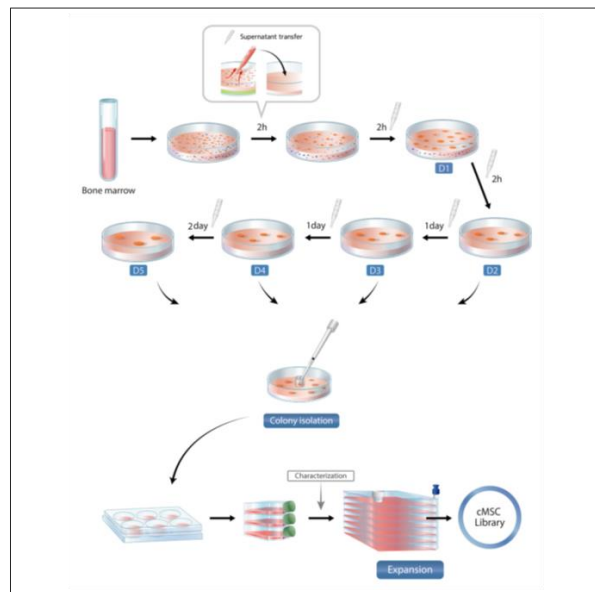 Supernatant transfer
2h
2h
Bone marrow
D1
2h
2day
1day
1day
D5
D4
D3
D2
Colony isolation
Characterization
cMSC
Library
Expansion